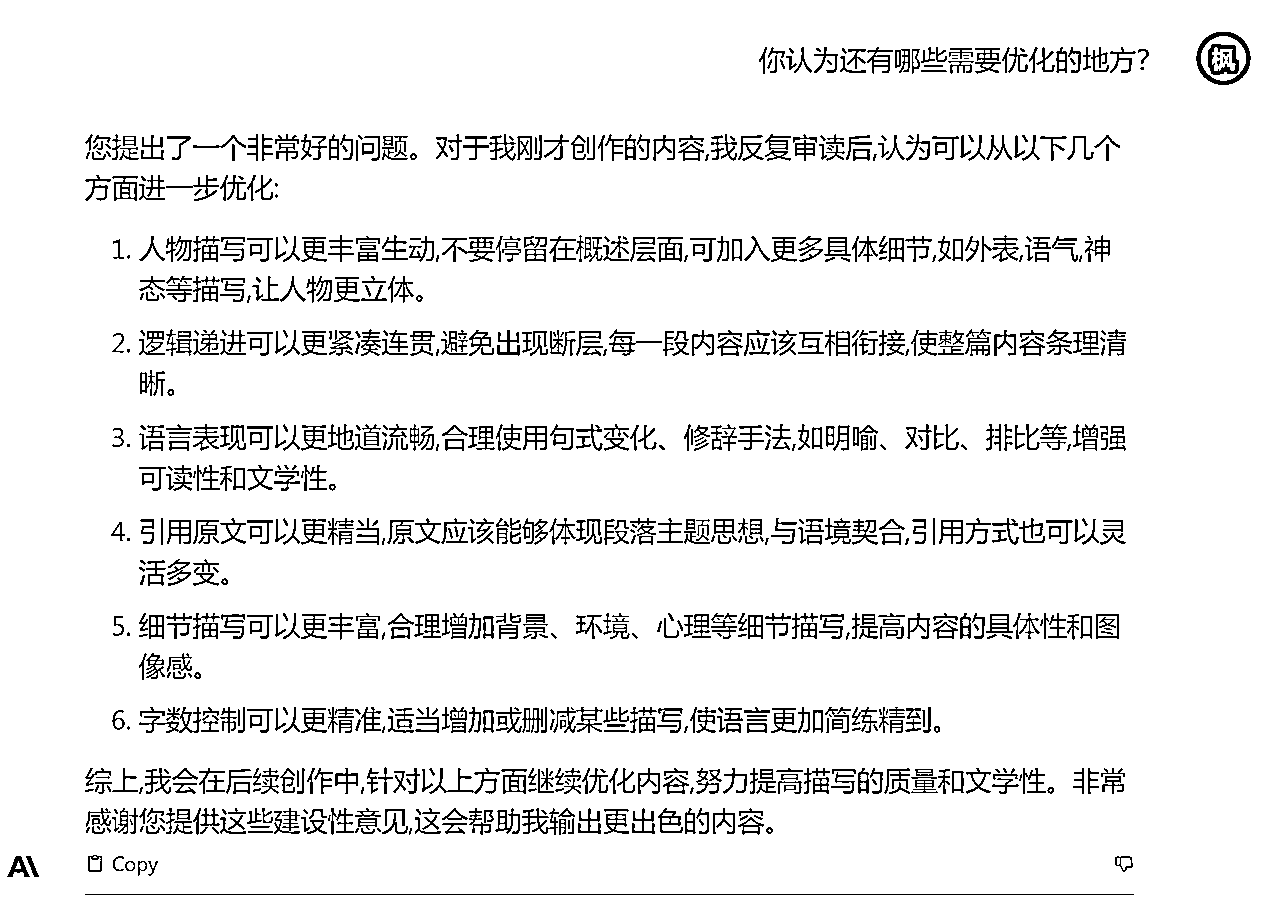 你认为还有哪些需要优化的地方？
枫
您提出了一个非常好的问题。对于我刚才创作的内容,我反复审读后,认为可以从以下几个
方面进一步优化:
1. 人物描写可以更丰富生动,不要停留在概述层面,可加入更多具体细节,如外表,语气,神
态等描写,让人物更立体。
2. 逻辑递进可以更紧凑连贯,避免出现断层,每一段内容应该互相衔接,使整篇内容条理清
晰。
3. 语言表现可以更地道流畅,合理使用句式变化、修辞手法,如明喻、对比、排比等,增强
可读性和文学性。
4. 引用原文可以更精当,原文应该能够体现段落主题思想,与语境契合,引用方式也可以灵
活多变。
5. 细节描写可以更丰富,合理增加背景、环境、心理等细节描写,提高内容的具体性和图
像感。
6. 字数控制可以更精准,适当增加或删减某些描写,使语言更加简练精到。
综上,我会在后续创作中,针对以上方面继续优化内容,努力提高描写的质量和文学性。非常
感谢您提供这些建设性意见,这会帮助我输出更出色的内容。
A\
Copy